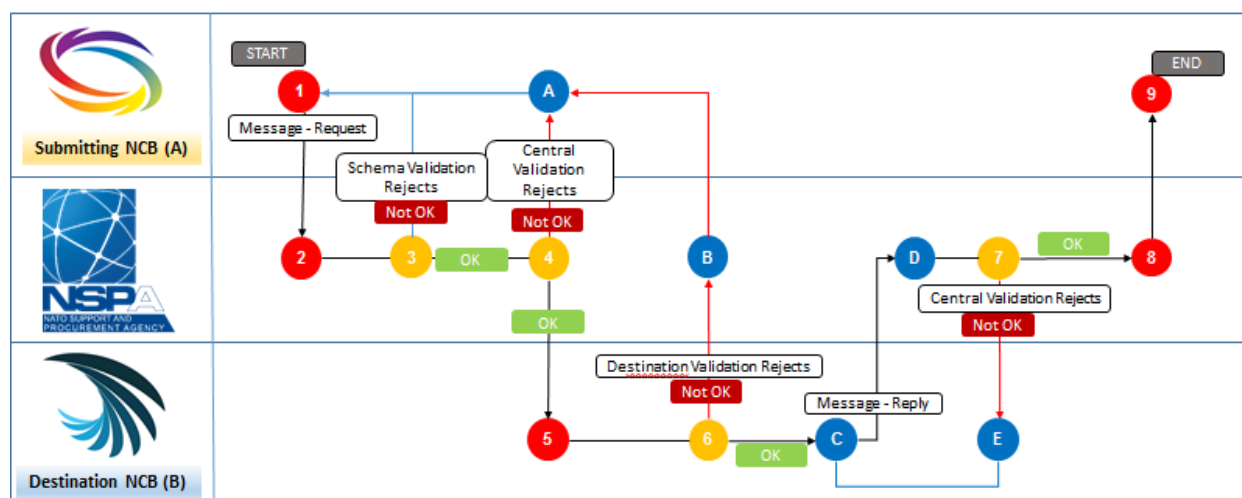 START
END
1
A
9
Message - Request
Submitting NCB (A)
Schema Validation
Rejects
Central
Validation
Rejects
Not OK
Not OK
2
3
OK
4
B
D
7
OK
8
NSPA
NATO SUPPORT AND
PROCUREMENT AGENCY
Central Validation Rejects
Not OK
OK
Destination Validation Rejects
Not OK
Message - Reply
5
6
OK
C
E
Destination NCB (B)